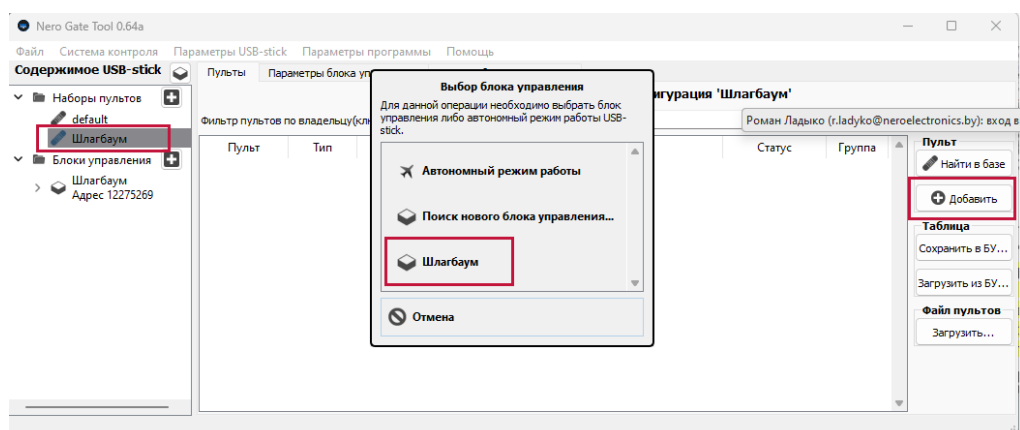 Nero Gate Tool 0.64a
Файл Система контроля Параметры USB-stick Параметры программы Помощь
Содержимое USB-stick
Наборы пультов
default
Шлагбаум
Блоки управления
Шлагбаум
Адрес 12275269
Пульты Параметры блока
Фильтр пультов по
Пульт Тип Статус Группа
Выбор блока управления
Для данной операции необходимо выбрать блок
управления либо автономный режим работы USB-
stick.
Автономный режим работы
Поиск нового блока управления...
Шлагбаум
Отмена
'Шлагбаум'
Роман Ладыко (r.ladyko@neroelectronics.by): вход в
Пульт
Найти в базе
Добавить
Таблица
Сохранить в БУ...
Загрузить из БУ...
Файл пультов
Загрузить...